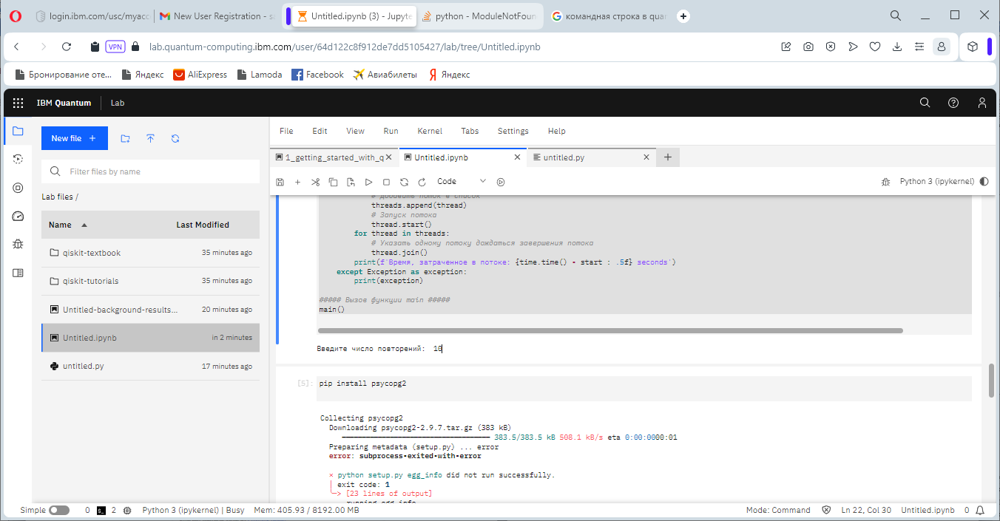 login.ibm.com/usc/myacc
New User Registration - s
Untitled.ipynb (3) - Jupyte
python - ModuleNotFoun
командная строка в quan
VPN
lab.quantum-computing.ibm.com/user/64d122c8f912de7dd5105427/lab/tree/Untitled.ipynb
Бронирование оте...
Яндекс
AliExpress
Lamoda
Facebook
Авиабилеты
Яндекс
IBM Quantum
Lab
New file +
File Edit View Run Kernel Tabs Settings Help
1_getting_started_with_q
Untitled.ipynb
untitled.py
Filter files by name
Code
Python 3 (ipykernel)
Lab files /
Name
Last Modified
qiskit-textbook 35 minutes ago
qiskit-tutorials 35 minutes ago
Untitled-background-results... 20 minutes ago
Untitled.ipynb in 2 minutes
untitled.py 17 minutes ago
# Добавить поток в список
threads.append(thread)
# Запуск потока
thread.start()
for thread in threads:
# Указать одному потоку дождаться завершения потока
thread.join()
print(f'Время, затраченное в потоке: {time.time() - start : .5f} seconds')
except Exception as exception:
print(exception)
##### Вызов функции main #####
main()
Введите число повторений: 10
[5]: pip install psycopg2
Collecting psycopg2
Downloading psycopg2-2.9.7.tar.gz (383 kB)
383.5/383.5 kB 508.1 kB/s eta 0:00:0000:01
Preparing metadata (setup.py) ... error
error: subprocess-exited-with-error
× python setup.py egg_info did not run successfully.
│ exit code: 1
╰─> [23 lines of output]
running egg_info
Simple 0 2 Python 3 (ipykernel) | Busy Mem: 405.93 / 8192.00 MB
Mode: Command Ln 22, Col 30 Untitled.ipynb 0